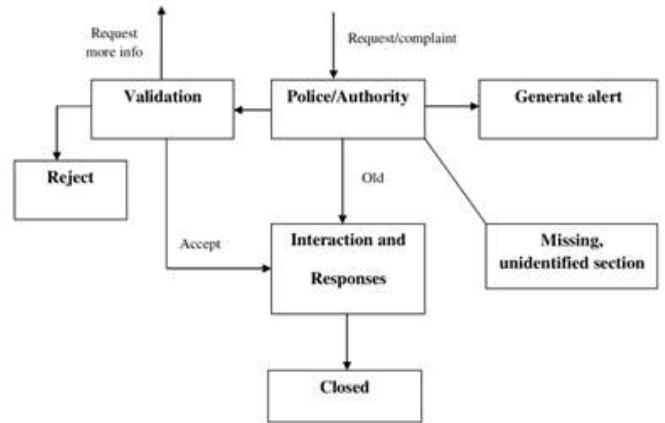 Request
more info
Request/complaint
Validation
Police/Authority
Generate alert
Reject
Old
Accept
Interaction and
Responses
Missing,
unidentified section
Closed